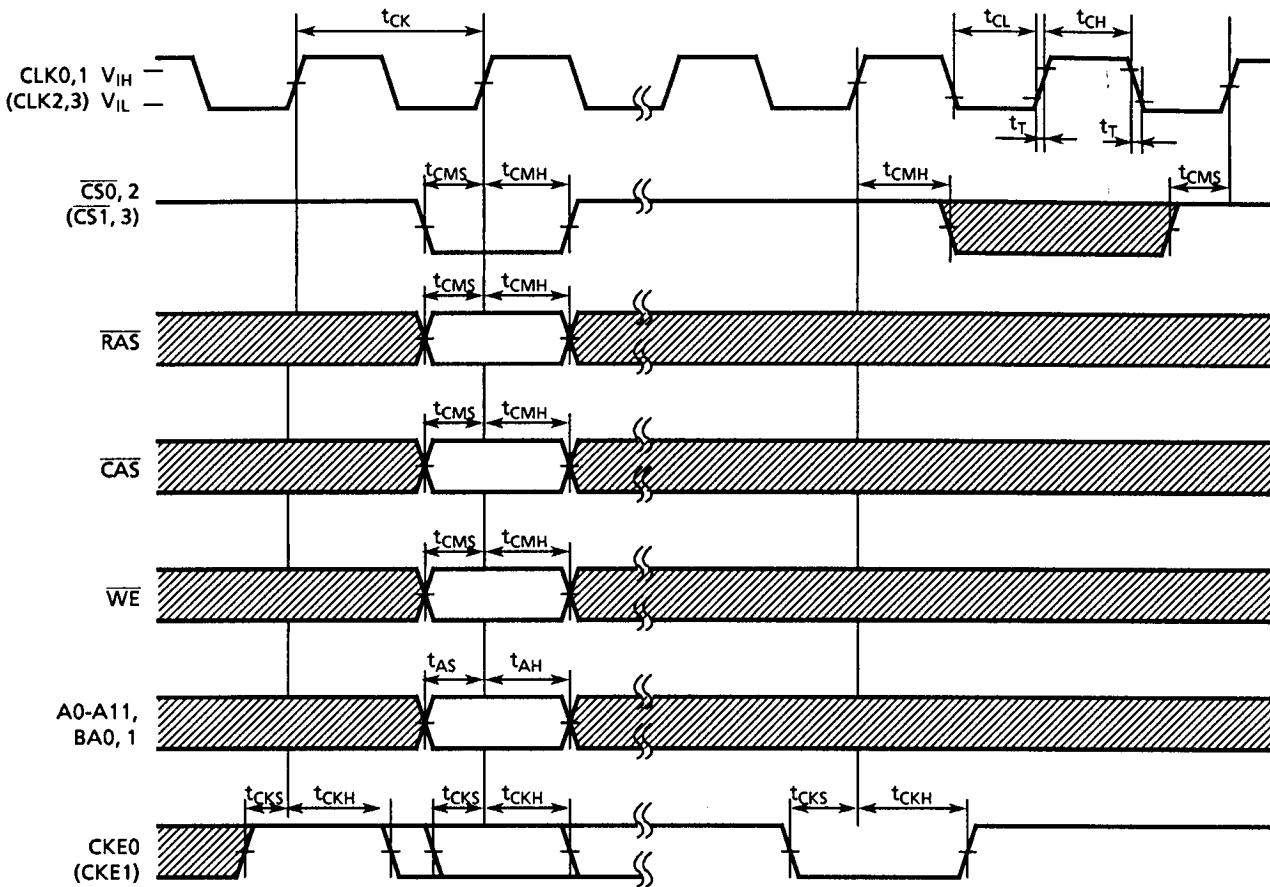 tCK tCL tCH
CLK0,1 VIH
(CLK2,3) VIL
tT tT
tCMS tCMH tCMH tCMS
CS0, 2
(CS1, 3)
tCMS tCMH
RAS
tCMS tCMH
CAS
tCMS tCMH
WE
tAS tAH
A0-A11,
BA0, 1
tCKS tCKH tCKS tCKH tCKS tCKH
CKE0
(CKE1)